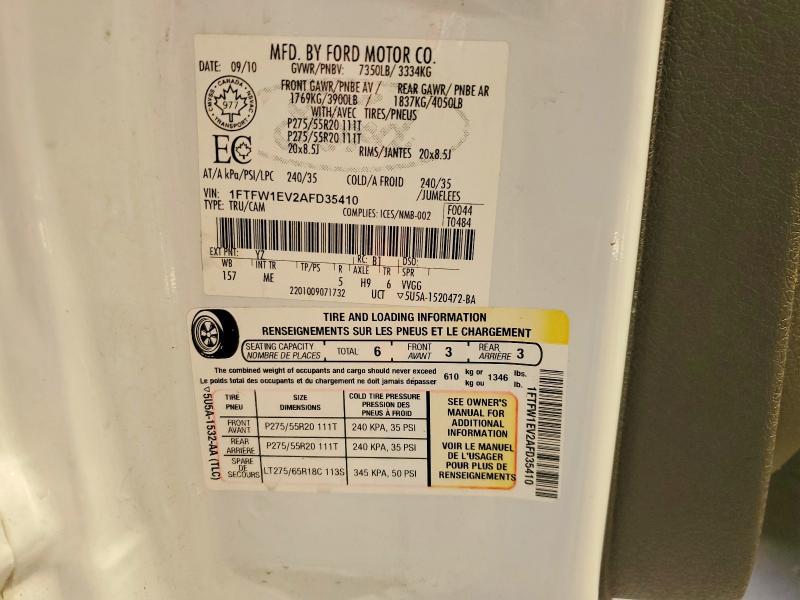 MFD. BY FORD MOTOR CO.
DATE: 09/10 GVWR/PNBV: 7350LB/ 3334KG
FRONT GAWR/PNBE AV/ REAR GAWR/ PNBE AR
1769KG/3900LB 1837KG/4050LB
WITH/AVEC TIRES/PNEUS
P275/55R20 111T
P275/55R20 111T
20x8.5J RIMS/JANTES 20x8.5J
CANADA
977
TRANSPORT
EC
AT/A kPa/PSI/LPC 240/35 COLD/A FROID 240/35
/JUMELEES
VIN: 1FTFW1EV2AFD35410
TYPE: TRU/CAM COMPLIES: ICES/NMB-002 F0044
T0484
EXT PNT: YZ RC: B1 DSO:
WB INT TR TP/PS R AXLE TR SPR
157 ME 5 H9 6 VVGG
2201009071732 UCT ▽5U5A-1520472-BA
TIRE AND LOADING INFORMATION
RENSEIGNEMENTS SUR LES PNEUS ET LE CHARGEMENT
SEATING CAPACITY
NOMBRE DE PLACES TOTAL 6 FRONT
AVANT 3 REAR
ARRIÈRE 3
The combined weight of occupants and cargo should never exceed 610 kg or 1346 lbs.
Le poids total des occupants et du chargement ne doit jamais dépasser kg ou lb.
TIRE
PNEU SIZE
DIMENSIONS COLD TIRE PRESSURE
PRESSION DES
PNEUS À FROID
FRONT
AVANT P275/55R20 111T 240 KPA, 35 PSI
REAR
ARRIÈRE P275/55R20 111T 240 KPA, 35 PSI
SPARE
DE
SECOURS LT275/65R18C 113S 345 KPA, 50 PSI
SEE OWNER'S
MANUAL FOR
ADDITIONAL
INFORMATION
VOIR LE MANUEL
DE L'USAGER
POUR PLUS DE
RENSEIGNEMENTS
▽5U5A-1532-AA (TLC)
1FTFW1EV2AFD35410